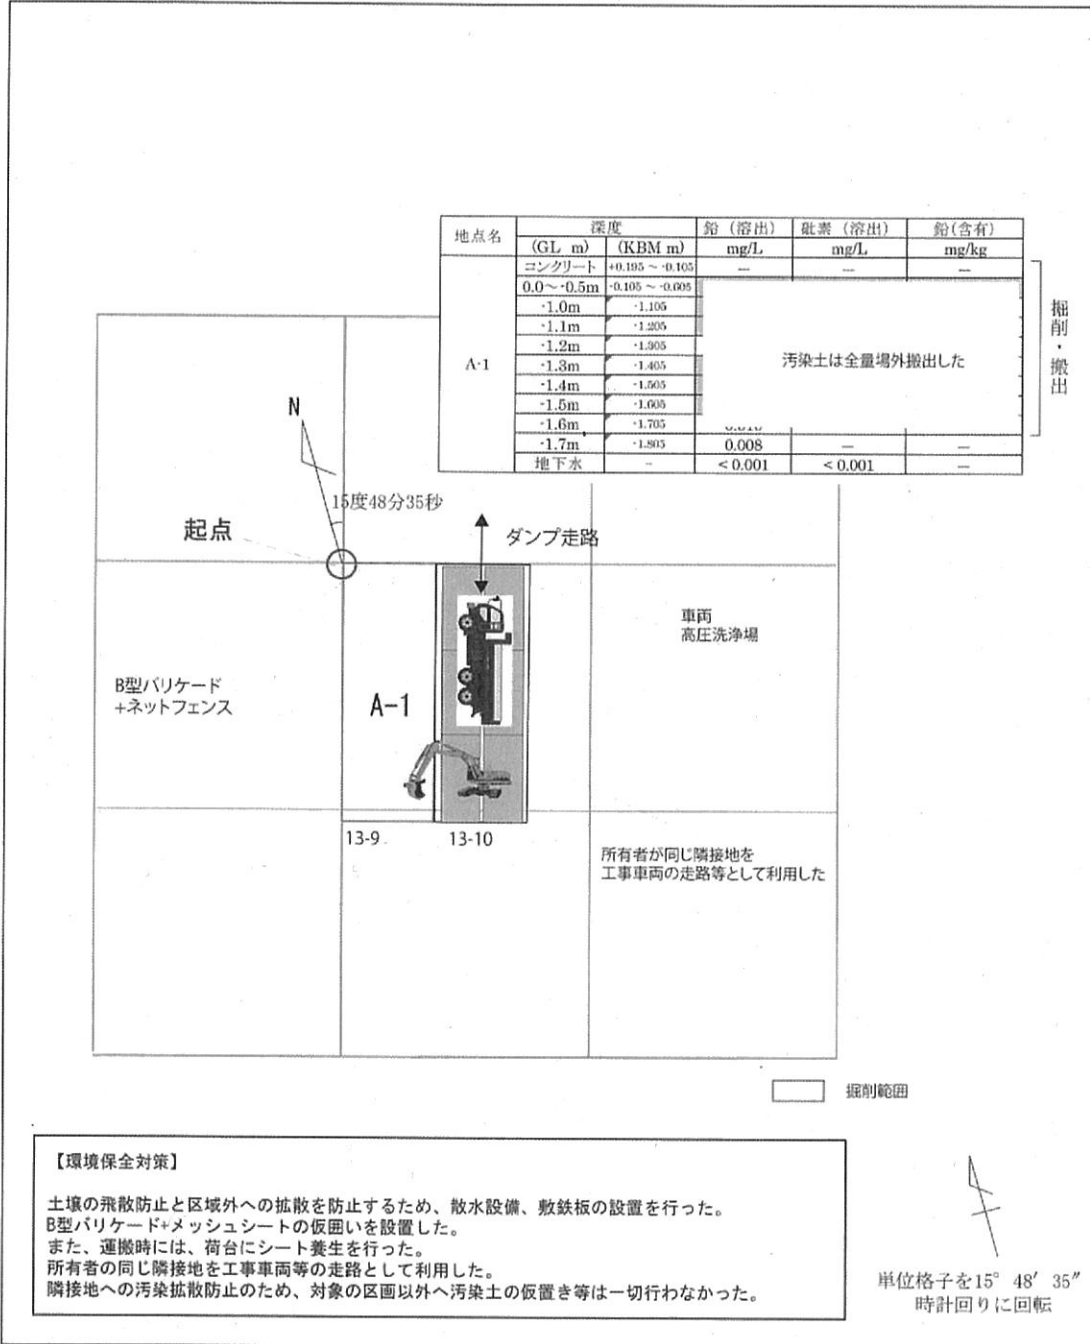 地点名 深度 鉛（溶出） 砒素（溶出） 鉛(含有)
(GL m) (KBM m) mg/L mg/L mg/kg
A-1 コンクリート +0.195 ～ -0.105 — — —
0.0～-0.5m -0.105 ～ -0.605
-1.0m -1.105
-1.1m -1.205
-1.2m -1.305
-1.3m -1.405
-1.4m -1.505
-1.5m -1.605
-1.6m -1.705
-1.7m -1.805 0.008 — —
地下水 - ＜0.001 ＜0.001 —
汚染土は全量場外搬出した
掘削・搬出
N
15度48分35秒
起点
ダンプ走路
車両
高圧洗浄場
B型バリケード
+ネットフェンス
A-1
13-9
13-10
所有者が同じ隣接地を
工事車両の走路等として利用した
掘削範囲
【環境保全対策】
土壌の飛散防止と区域外への拡散を防止するため、散水設備、敷鉄板の設置を行った。
B型バリケード+メッシュシートの仮囲いを設置した。
また、運搬時には、荷台にシート養生を行った。
所有者の同じ隣接地を工事車両等の走路として利用した。
隣接地への汚染拡散防止のため、対象の区画以外へ汚染土の仮置き等は一切行わなかった。
単位格子を15° 48′ 35″
時計回りに回転